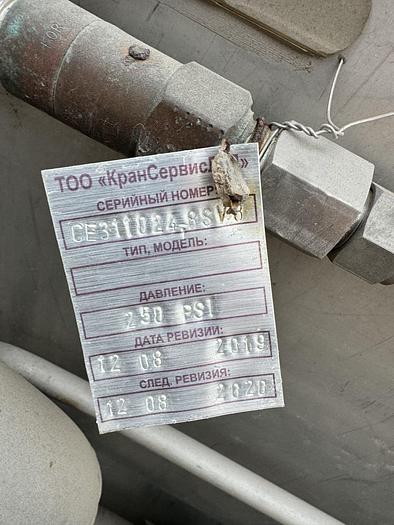 ТОО «КранСервис
СЕРИЙНЫЙ НОМЕР
CE311024
ТИП, МОДЕЛЬ:
ДАВЛЕНИЕ:
250 PSI
ДАТА РЕВИЗИИ:
12 08 2019
СЛЕД. РЕВИЗИЯ:
12 08 2020